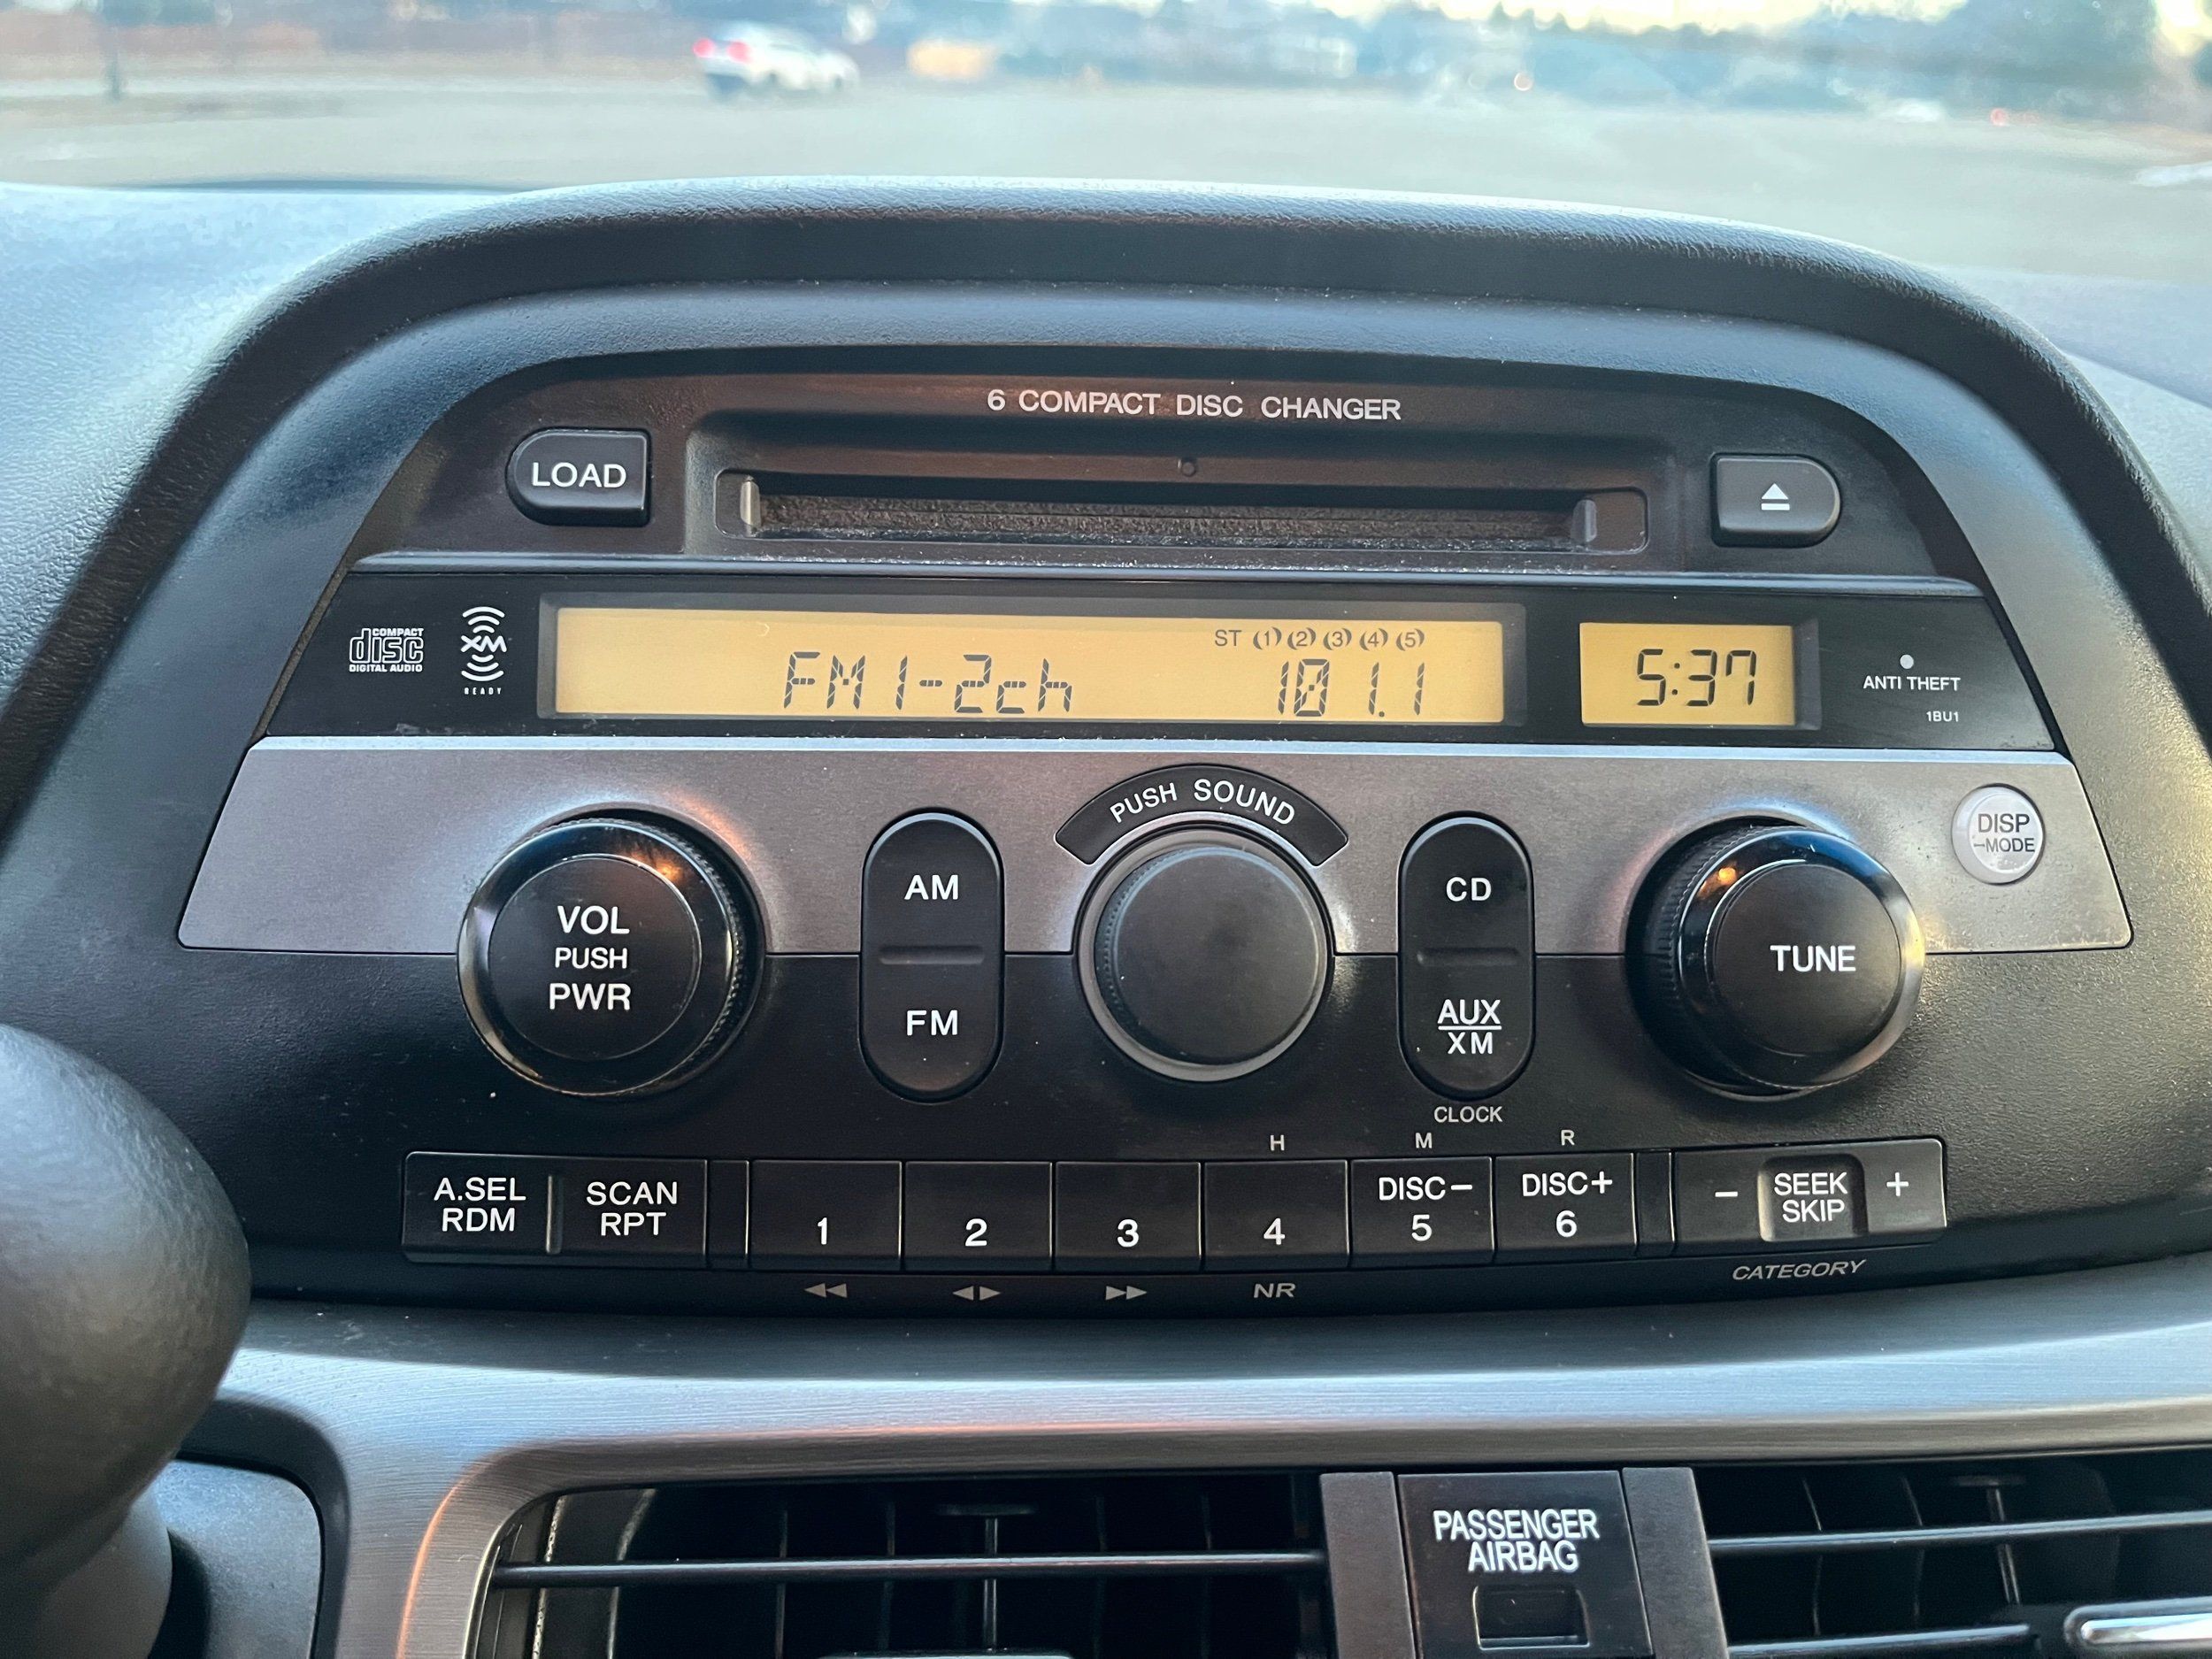 6 COMPACT DISC CHANGER
LOAD
COMPACT
disc
DIGITAL AUDIO
XM
READY
ST (1) (2) (3) (4) (5)
FM1-2ch 101.1
5:37
ANTI THEFT
1BU1
PUSH SOUND
DISP
-MODE
VOL
PUSH
PWR
AM
FM
CD
AUX
XM
TUNE
CLOCK
H M R
A.SEL
RDM
SCAN
RPT
1
2
3
4
DISC-
5
DISC+
6
- SEEK +
SKIP
NR
CATEGORY
PASSENGER
AIRBAG